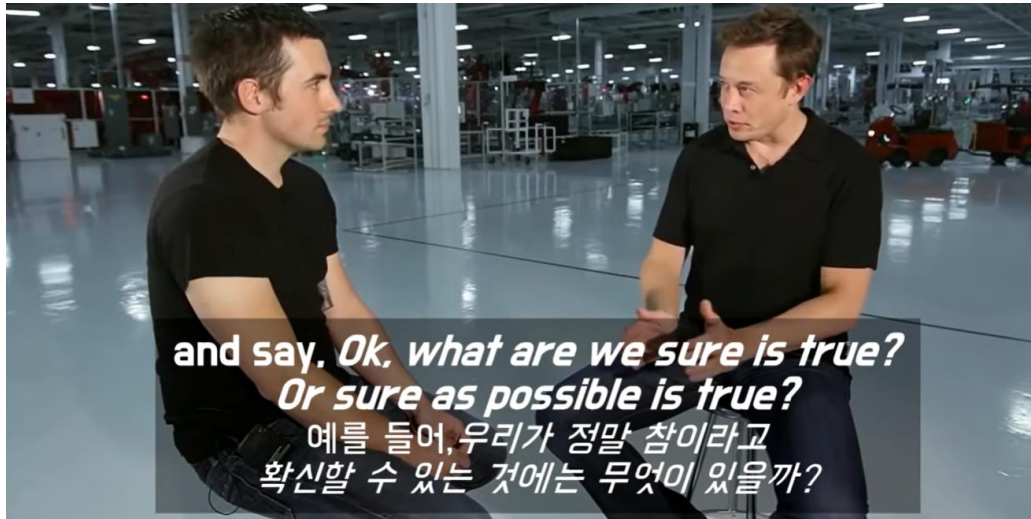 and say, Ok, what are we sure is true?
Or sure as possible is true?
예를 들어, 우리가 정말 참이라고
확신할 수 있는 것에는 무엇이 있을까?